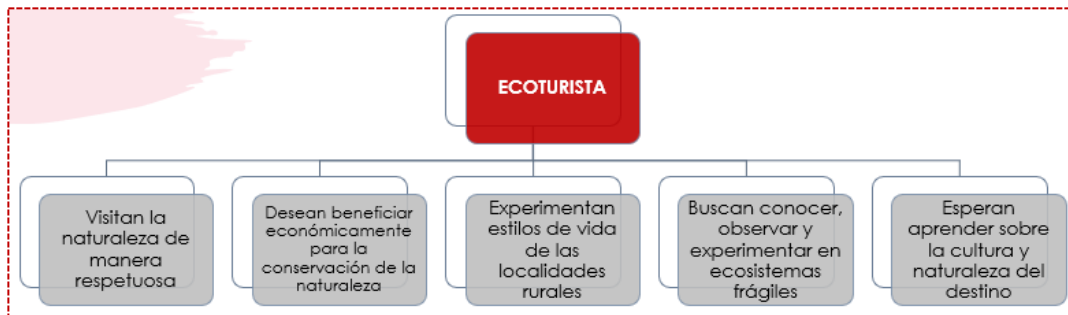 ECOTURISTA
Visitan la
naturaleza de
manera
respetuosa
Desean beneficiar
económicamente
para la
conservación de la
naturaleza
Experimentan
estilos de vida
de las
localidades
rurales
Buscan conocer,
observar y
experimentar en
ecosistemas
frágiles
Esperan
aprender sobre
la cultura y
naturaleza del
destino